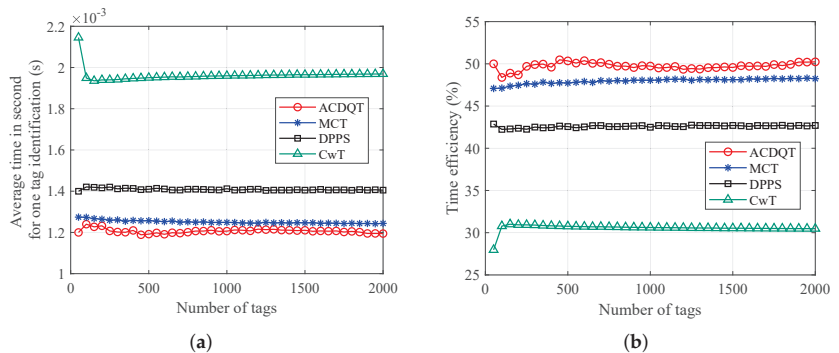 ×10⁻³
2.2
2
1.8
1.6
1.4
1.2
1
Average time in second
for one tag identification (s)
ACDQT
MCT
DPPS
CwT
0
500
1000
1500
2000
Number of tags
(a)
55
50
45
40
35
30
25
Time efficiency (%)
ACDQT
MCT
DPPS
CwT
0
500
1000
1500
2000
Number of tags
(b)